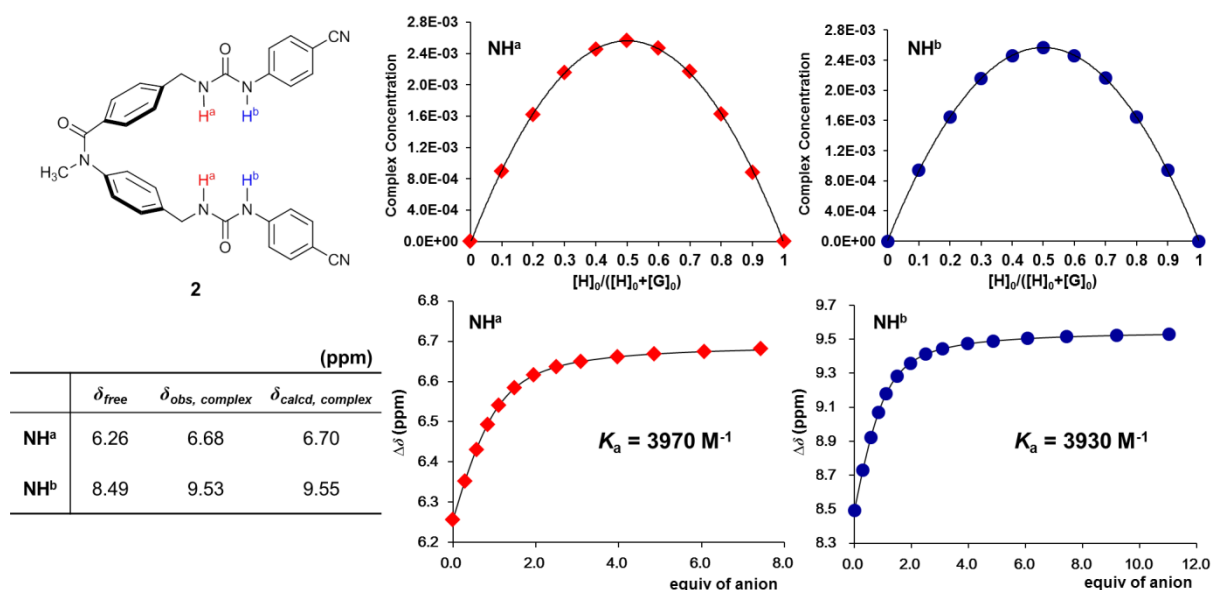 CN
O
N
N
H^a
H^b
O
N
H₃C
H^a
H^b
N
N
O
CN
2
(ppm)
δfree δobs, complex δcalcd, complex
NH^a 6.26 6.68 6.70
NH^b 8.49 9.53 9.55
NH^a
Complex Concentration
2.8E-03
2.4E-03
2.0E-03
1.6E-03
1.2E-03
8.0E-04
4.0E-04
0.0E+00
0 0.1 0.2 0.3 0.4 0.5 0.6 0.7 0.8 0.9 1
[H]₀/([H]₀+[G]₀)
NH^b
Complex Concentration
2.8E-03
2.4E-03
2.0E-03
1.6E-03
1.2E-03
8.0E-04
4.0E-04
0.0E+00
0 0.1 0.2 0.3 0.4 0.5 0.6 0.7 0.8 0.9 1
[H]₀/([H]₀+[G]₀)
NH^a
Δδ (ppm)
6.8
6.7
6.6
6.5
6.4
6.3
6.2
Ka = 3970 M⁻¹
0.0 2.0 4.0 6.0 8.0
equiv of anion
NH^b
Δδ (ppm)
9.7
9.5
9.3
9.1
8.9
8.7
8.5
8.3
Ka = 3930 M⁻¹
0.0 2.0 4.0 6.0 8.0 10.0 12.0
equiv of anion